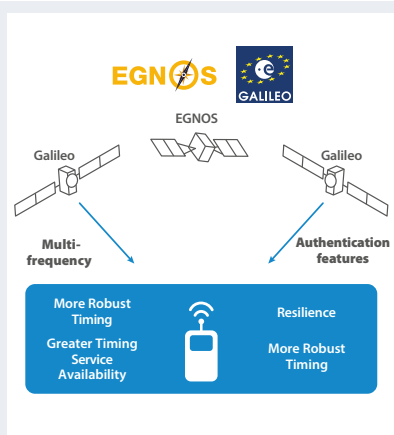 EGNOS
GALILEO
EGNOS
Galileo
Galileo
Multi-
frequency
Authentication
features
More Robust
Timing
Greater Timing
Service
Availability
Resilience
More Robust
Timing